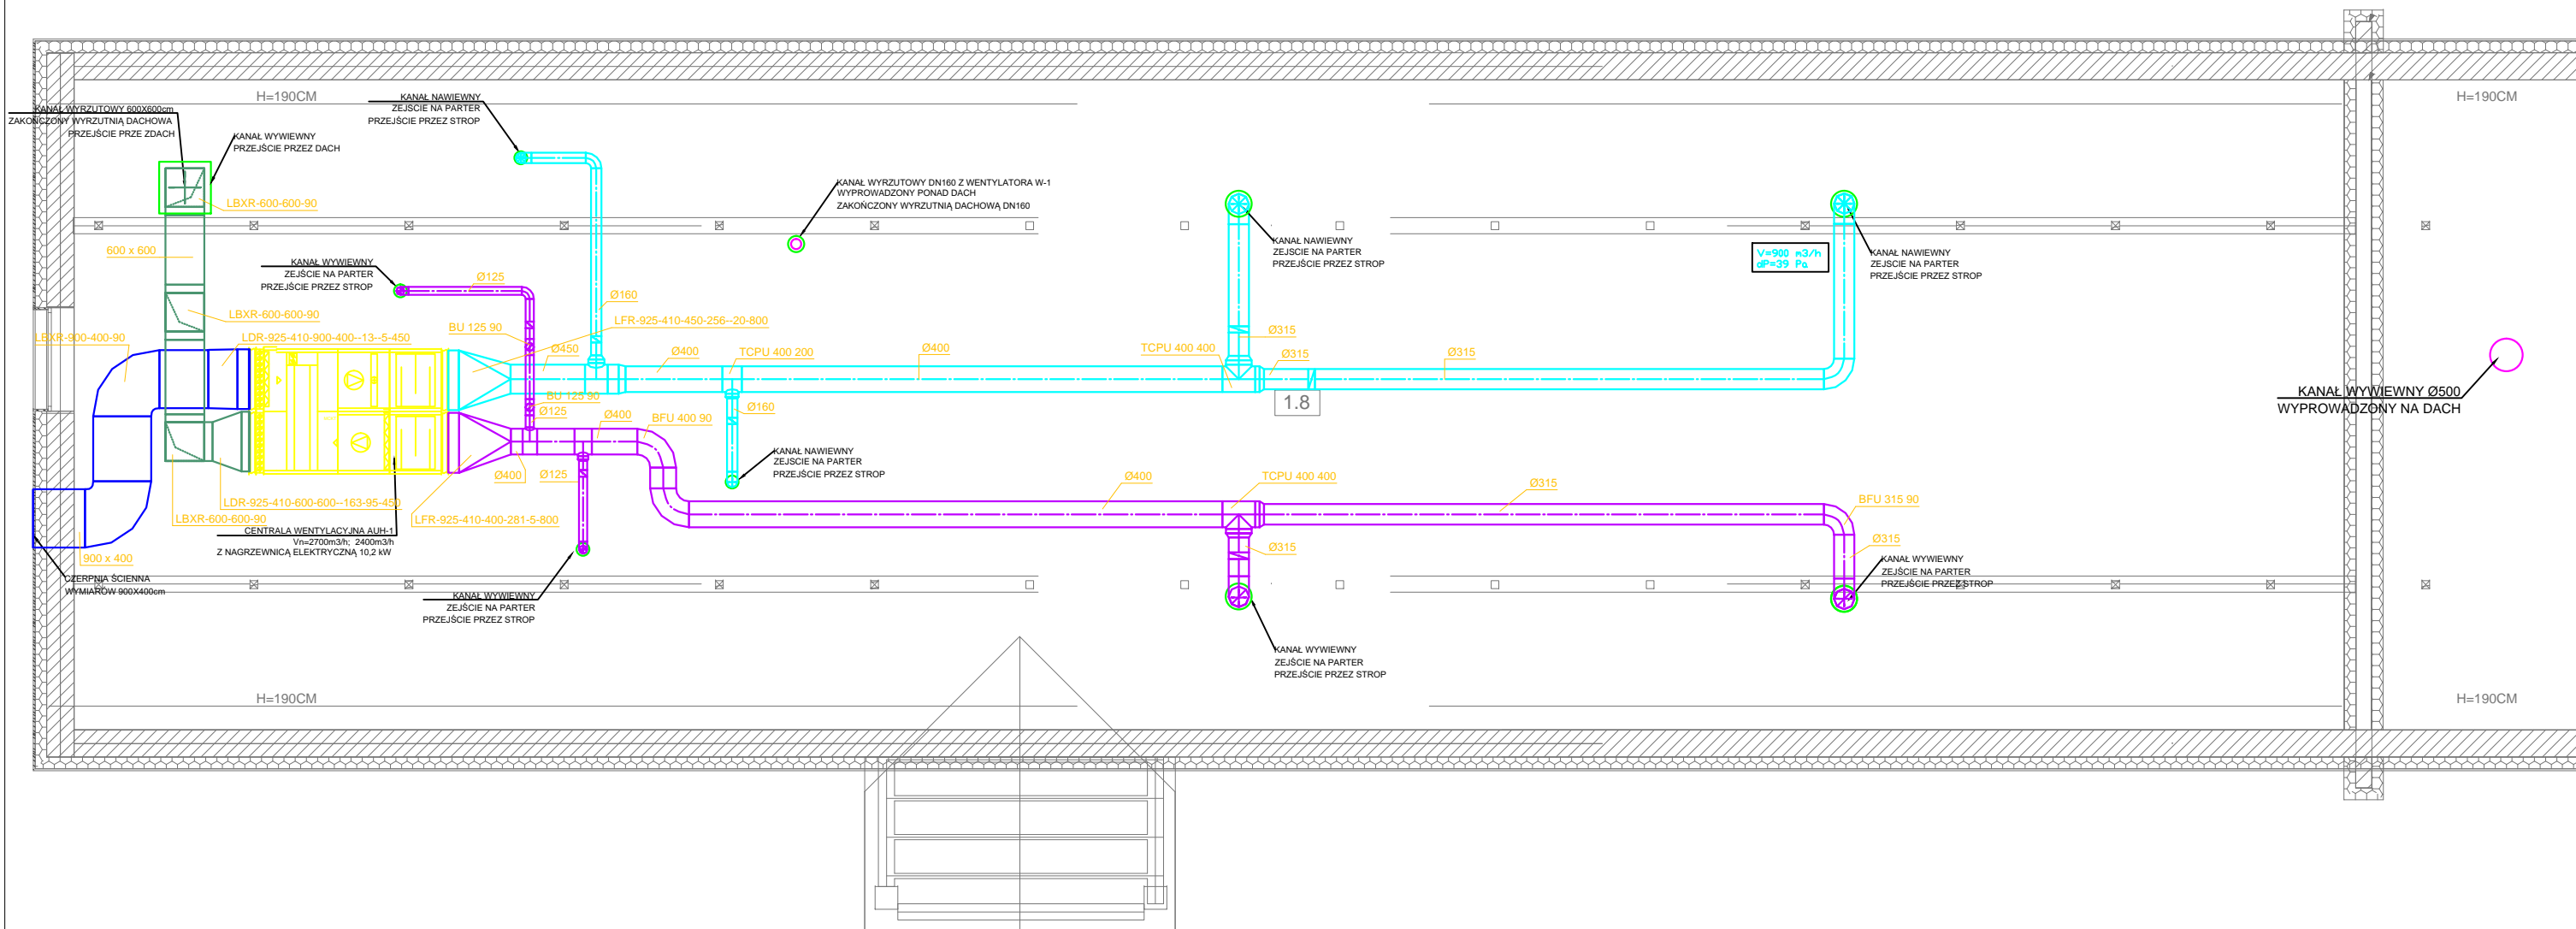 H=190CM
H=190CM
KANAŁ WYRZUTOWY 600X600cm
ZAKOŃCZONY WYRZUTNIĄ DACHOWA
PRZEJŚCIE PRZE ZDACH
KANAŁ WYWIEWNY
PRZEJŚCIE PRZEZ DACH
KANAŁ NAWIEWNY
ZEJSCIE NA PARTER
PRZEJŚCIE PRZEZ STROP
KANAŁ WYRZUTOWY DN160 Z WENTYLATORA W-1
WYPROWADZONY PONAD DACH
ZAKOŃCZONY WYRZUTNIĄ DACHOWĄ DN160
LBXR-600-600-90
600 x 600
KANAŁ WYWIEWNY
ZEJŚCIE NA PARTER
PRZEJŚCIE PRZEZ STROP
Ø125
Ø160
KANAŁ NAWIEWNY
ZEJSCIE NA PARTER
PRZEJŚCIE PRZEZ STROP
V=900 m3/h
dP=39 Pa
KANAŁ NAWIEWNY
ZEJSCIE NA PARTER
PRZEJŚCIE PRZEZ STROP
LBXR-600-600-90
LFR-925-410-450-256--20-800
BU 125 90
Ø315
LBXR-900-400-90
LDR-925-410-900-400--13--5-450
Ø450
Ø400
TCPU 400 200
Ø400
TCPU 400 400
Ø315
Ø315
BU 125 90
Ø125
Ø400
BFU 400 90
Ø160
1.8
KANAŁ WYWIEWNY Ø500
WYPROWADZONY NA DACH
KANAŁ NAWIEWNY
ZEJSCIE NA PARTER
PRZEJŚCIE PRZEZ STROP
Ø400
Ø125
Ø400
TCPU 400 400
Ø315
BFU 315 90
LDR-925-410-600-600--163-95-450
LBXR-600-600-90
LFR-925-410-400-281-5-800
CENTRALA WENTYLACYJNA AUH-1
Vn=2700m3/h; 2400m3/h
Z NAGRZEWNICĄ ELEKTRYCZNĄ 10,2 kW
900 x 400
Ø315
Ø315
KANAŁ WYWIEWNY
ZEJŚCIE NA PARTER
PRZEJŚCIE PRZEZ STROP
CZERPNIA ŚCIENNA
WYMIARÓW 900X400cm
KANAŁ WYWIEWNY
ZEJŚCIE NA PARTER
PRZEJŚCIE PRZEZ STROP
KANAŁ WYWIEWNY
ZEJŚCIE NA PARTER
PRZEJŚCIE PRZEZ STROP
H=190CM
H=190CM